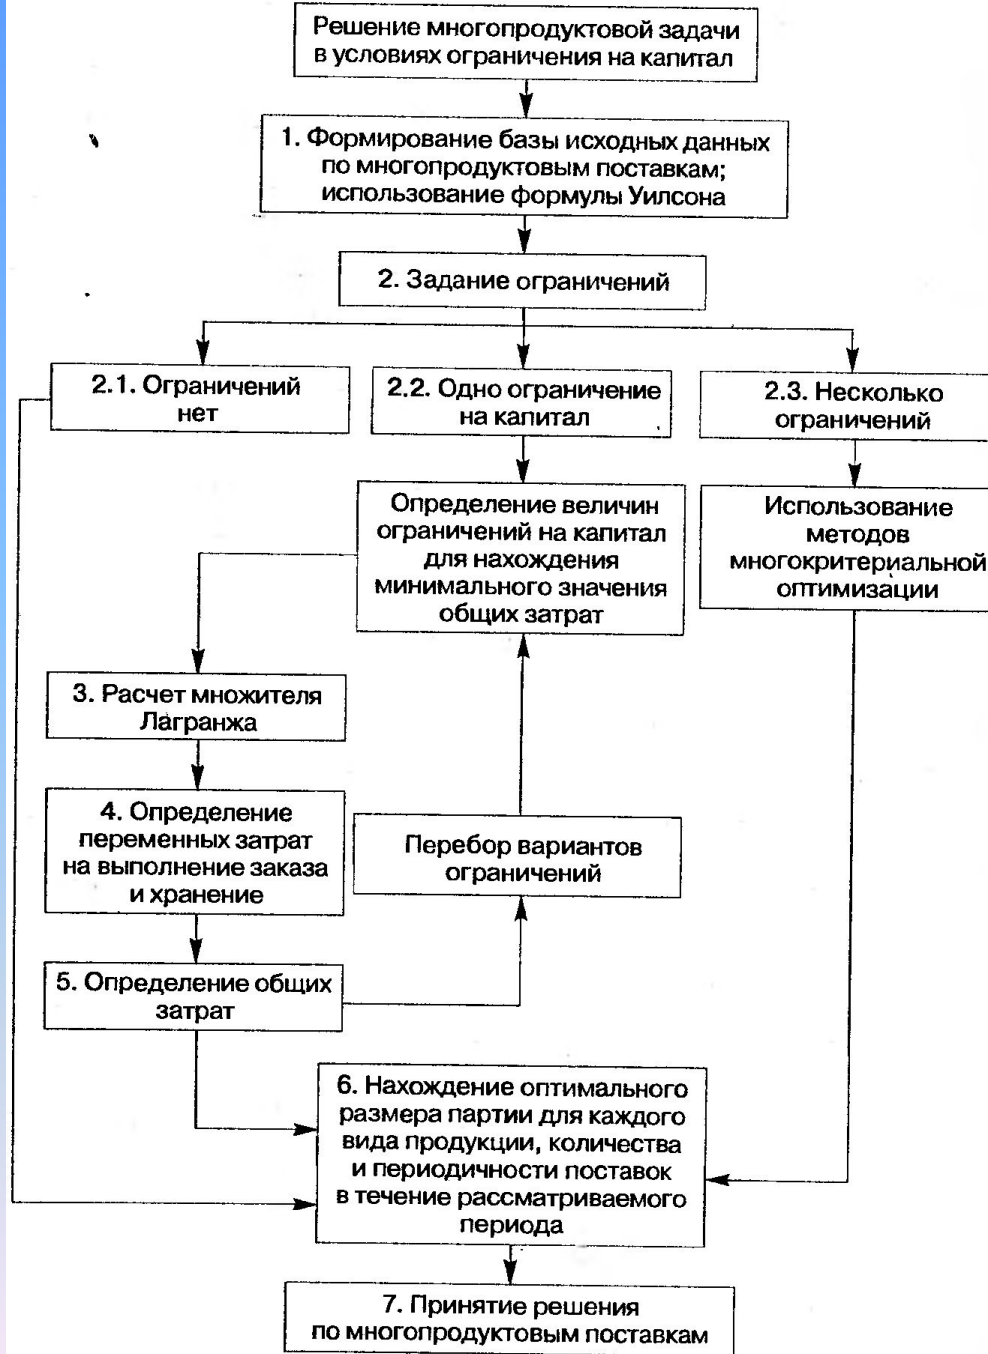 Решение многопродуктовой задачи
в условиях ограничения на капитал
1. Формирование базы исходных данных
по многопродуктовым поставкам;
использование формулы Уилсона
2. Задание ограничений
2.1. Ограничений
нет
2.2. Одно ограничение
на капитал
2.3. Несколько
ограничений
Определение величин
ограничений на капитал
для нахождения
минимального значения
общих затрат
Использование
методов
многокритериальной
оптимизации
3. Расчет множителя
Лагранжа
4. Определение
переменных затрат
на выполнение заказа
и хранение
Перебор вариантов
ограничений
5. Определение общих
затрат
6. Нахождение оптимального
размера партии для каждого
вида продукции, количества
и периодичности поставок
в течение рассматриваемого
периода
7. Принятие решения
по многопродуктовым поставкам